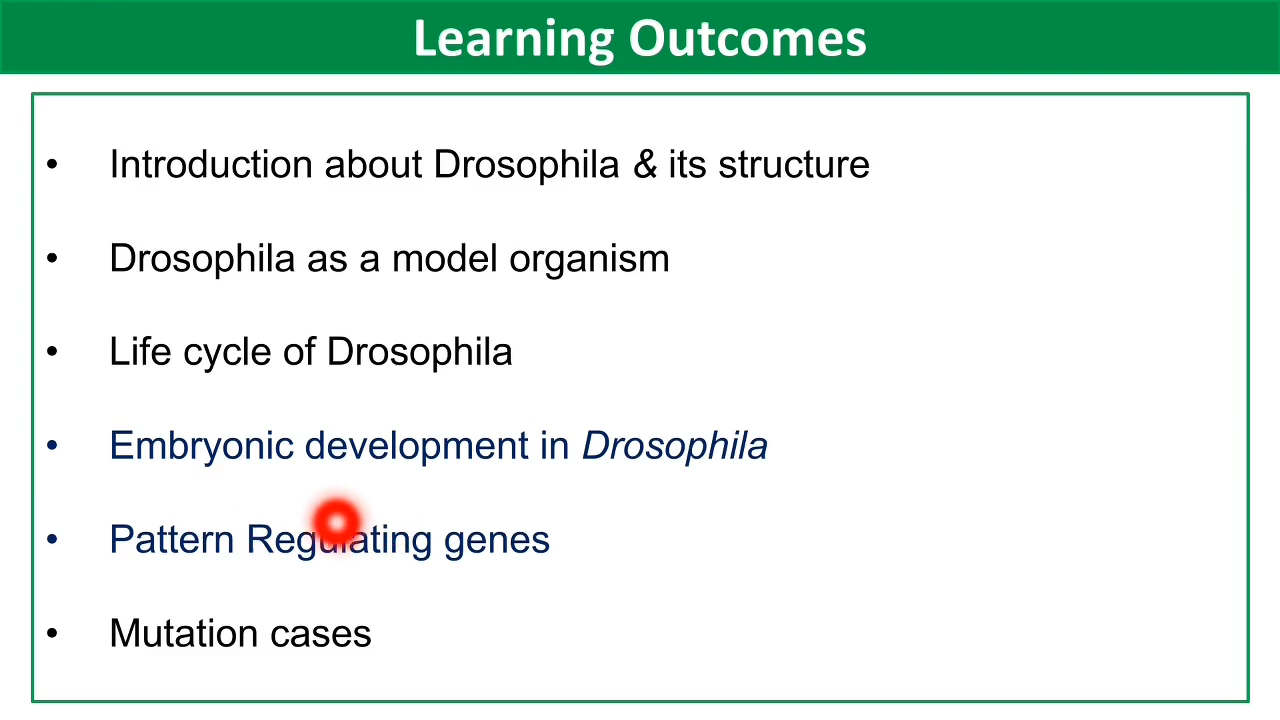 Learning Outcomes
• Introduction about Drosophila & its structure
• Drosophila as a model organism
• Life cycle of Drosophila
• Embryonic development in Drosophila
• Pattern Regulating genes
• Mutation cases